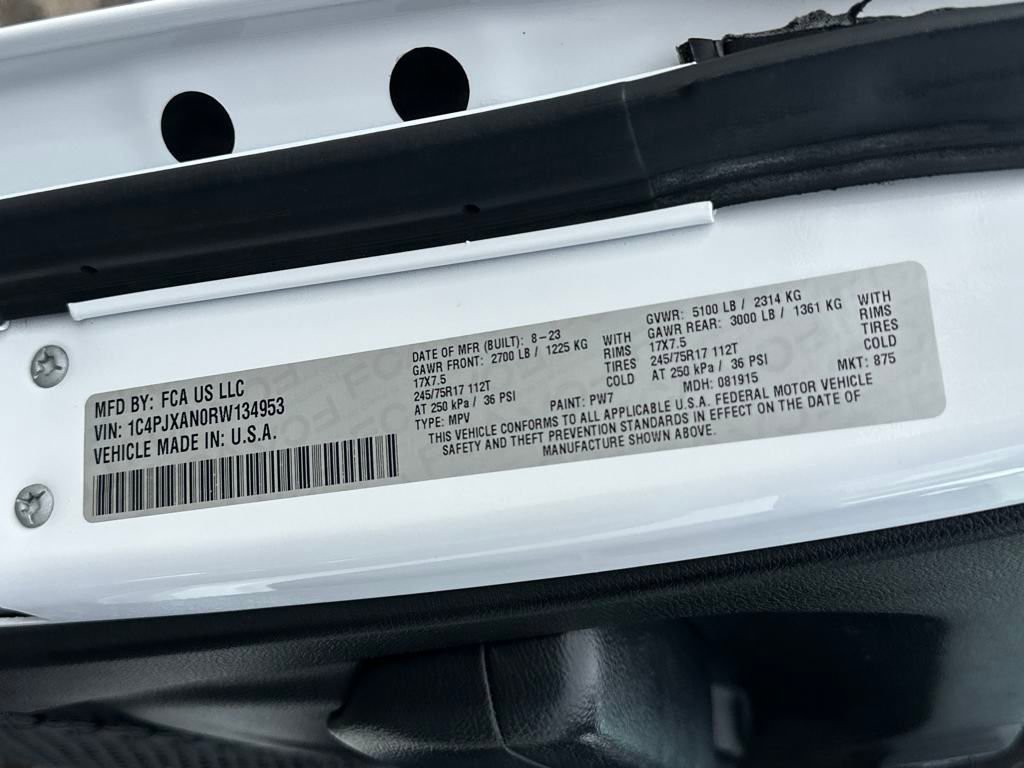 MFD BY: FCA US LLC
VIN: 1C4PJXAN0RW134953
VEHICLE MADE IN: U.S.A.
DATE OF MFR (BUILT): 8-23
GAWR FRONT: 2700 LB / 1225 KG WITH
17X7.5 RIMS
245/75R17 112T TIRES
AT 250 kPa / 36 PSI COLD
TYPE: MPV
PAINT: PW7
GVWR: 5100 LB / 2314 KG
GAWR REAR: 3000 LB / 1361 KG WITH
17X7.5 RIMS
245/75R17 112T TIRES
AT 250 kPa / 36 PSI COLD
MDH: 081915 MKT: 875
THIS VEHICLE CONFORMS TO ALL APPLICABLE U.S.A. FEDERAL MOTOR VEHICLE
SAFETY AND THEFT PREVENTION STANDARDS IN EFFECT ON THE DATE OF
MANUFACTURE SHOWN ABOVE.